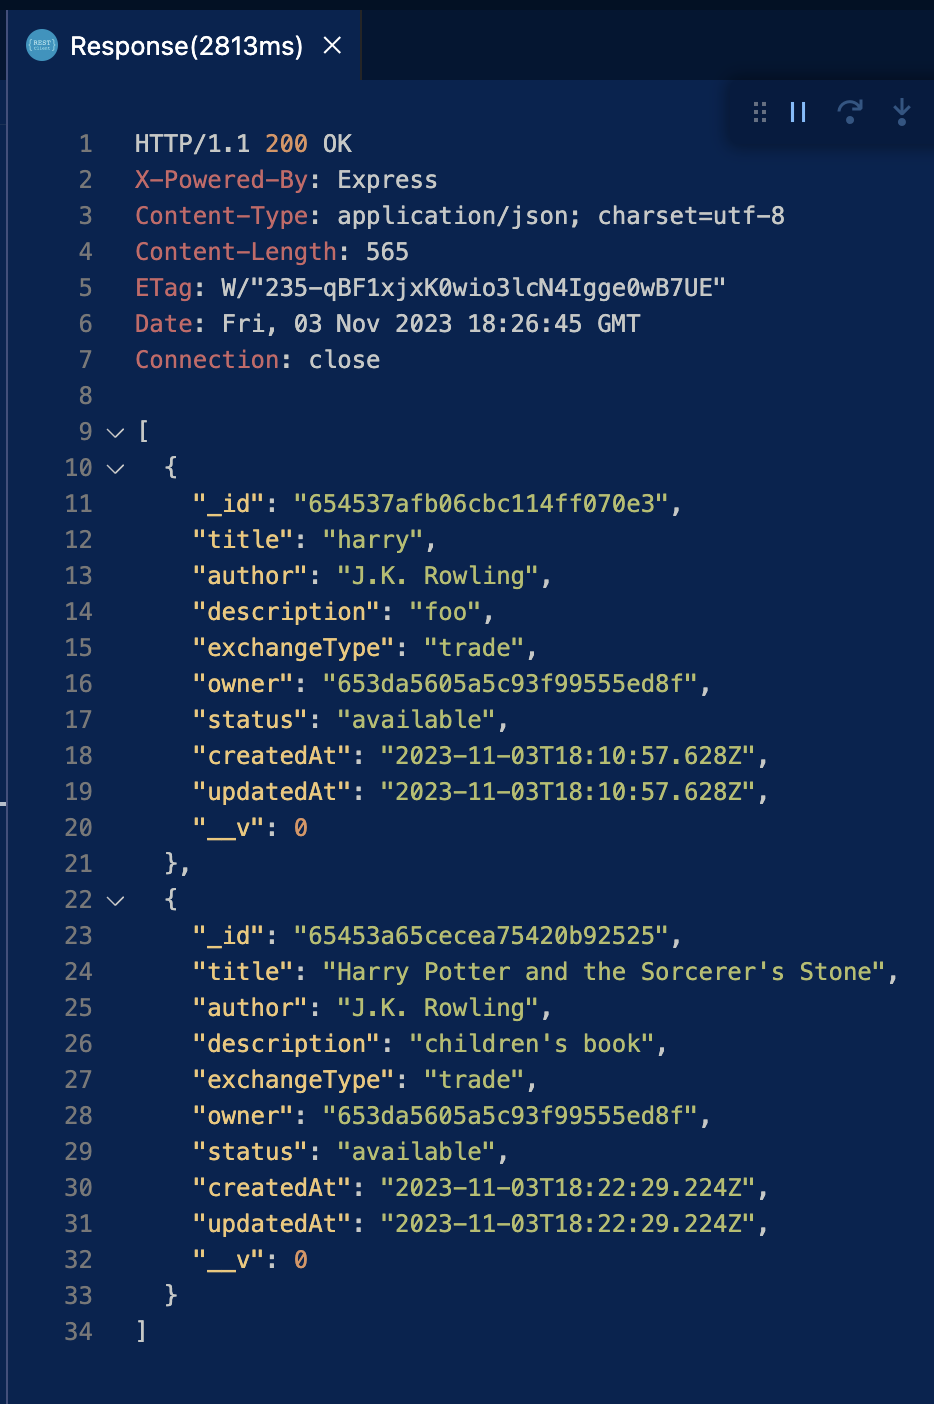 REST
CLIENT
Response(2813ms)
1 HTTP/1.1 200 OK
2 X-Powered-By: Express
3 Content-Type: application/json; charset=utf-8
4 Content-Length: 565
5 ETag: W/"235-qBF1xjxK0wio3lcN4Igge0wB7UE"
6 Date: Fri, 03 Nov 2023 18:26:45 GMT
7 Connection: close
8
9 [
10 {
11 "_id": "654537afb06cbc114ff070e3",
12 "title": "harry",
13 "author": "J.K. Rowling",
14 "description": "foo",
15 "exchangeType": "trade",
16 "owner": "653da5605a5c93f99555ed8f",
17 "status": "available",
18 "createdAt": "2023-11-03T18:10:57.628Z",
19 "updatedAt": "2023-11-03T18:10:57.628Z",
20 "__v": 0
21 },
22 {
23 "_id": "65453a65cecea75420b92525",
24 "title": "Harry Potter and the Sorcerer's Stone",
25 "author": "J.K. Rowling",
26 "description": "children's book",
27 "exchangeType": "trade",
28 "owner": "653da5605a5c93f99555ed8f",
29 "status": "available",
30 "createdAt": "2023-11-03T18:22:29.224Z",
31 "updatedAt": "2023-11-03T18:22:29.224Z",
32 "__v": 0
33 }
34 ]